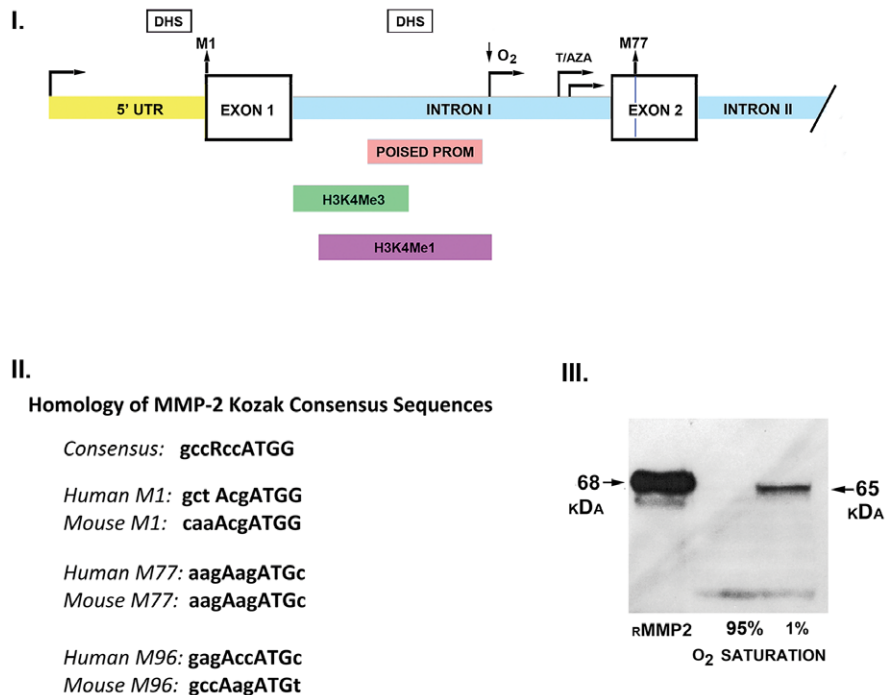 I.
DHS
DHS
M1
↓ O2
T/AZA
M77
5' UTR
EXON 1
INTRON I
EXON 2
INTRON II
POISED PROM
H3K4Me3
H3K4Me1
II.
Homology of MMP-2 Kozak Consensus Sequences
Consensus: gccRccATGG
Human M1: gct AcgATGG
Mouse M1: caaAcgATGG
Human M77: aagAagATGc
Mouse M77: aagAagATGc
Human M96: gagAccATGc
Mouse M96: gccAagATGt
III.
68
KDA
65
KDA
RMMP2
95%
1%
O2 SATURATION